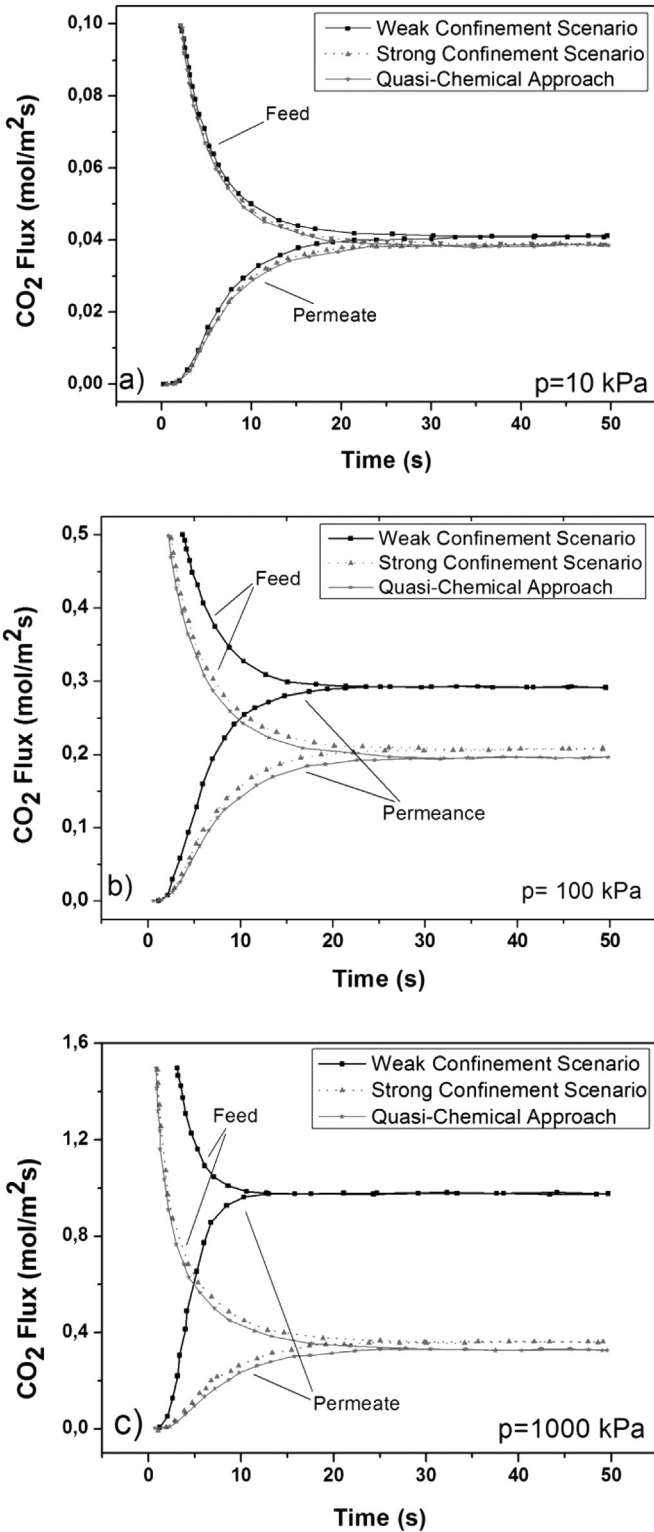 0,10
0,08
0,06
0,04
0,02
0,00
CO2 Flux (mol/m2s)
Weak Confinement Scenario
Strong Confinement Scenario
Quasi-Chemical Approach
Feed
Permeate
a)
p=10 kPa
0 10 20 30 40 50
Time (s)
0,5
0,4
0,3
0,2
0,1
0,0
CO2 Flux (mol/m2s)
Weak Confinement Scenario
Strong Confinement Scenario
Quasi-Chemical Approach
Feed
Permeance
b)
p= 100 kPa
0 10 20 30 40 50
Time (s)
1,6
1,2
0,8
0,4
0,0
CO2 Flux (mol/m2s)
Weak Confinement Scenario
Strong Confinement Scenario
Quasi-Chemical Approach
Feed
Permeate
c)
p=1000 kPa
0 10 20 30 40 50
Time (s)